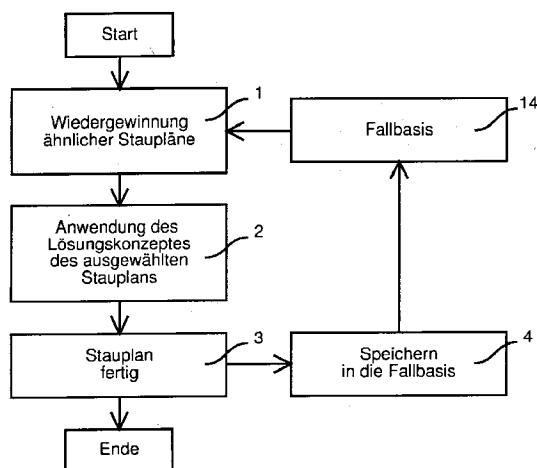 Start
1
Wiedergewinnung
ähnlicher Staupläne
14
Fallbasis
2
Anwendung des
Lösungskonzeptes
des ausgewählten
Stauplans
3
Stauplan
fertig
4
Speichern
in die Fallbasis
Ende